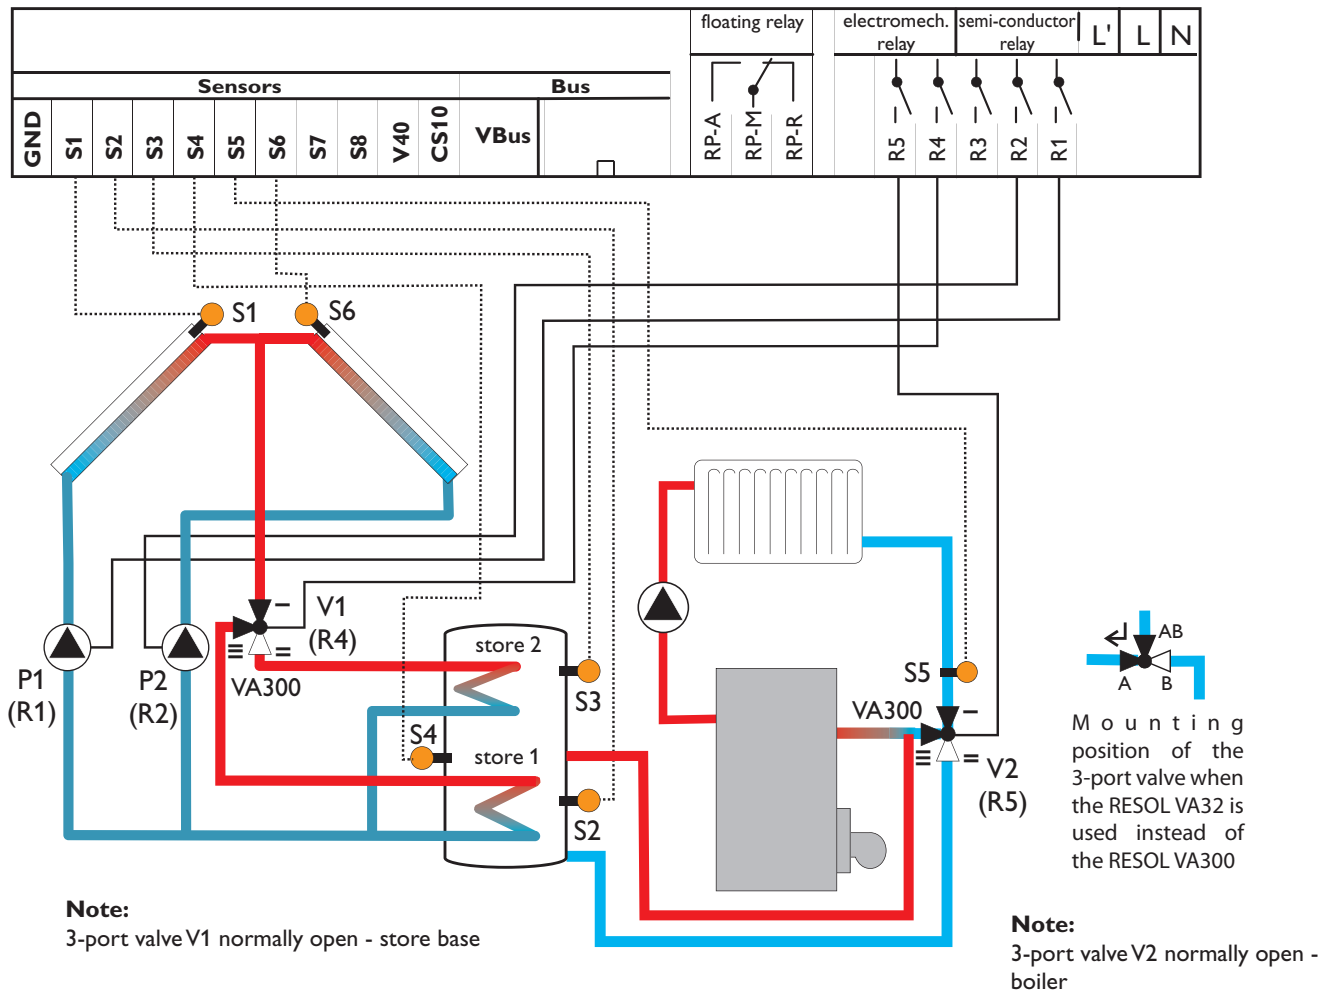 floating relay
electromech. relay
semi-conductor relay
L'
L
N
Sensors
Bus
GND
S1
S2
S3
S4
S5
S6
S7
S8
V40
CS10
VBus
RP-A
RP-M
RP-R
R5
R4
R3
R2
R1
S1
S6
V1
(R4)
VA300
P1
(R1)
P2
(R2)
store 2
S3
S4
store 1
S2
S5
VA300
V2
(R5)
AB
A
B
Mounting
position of the
3-port valve when
the RESOL VA32 is
used instead of
the RESOL VA300
Note:
3-port valve V1 normally open - store base
Note:
3-port valve V2 normally open -
boiler